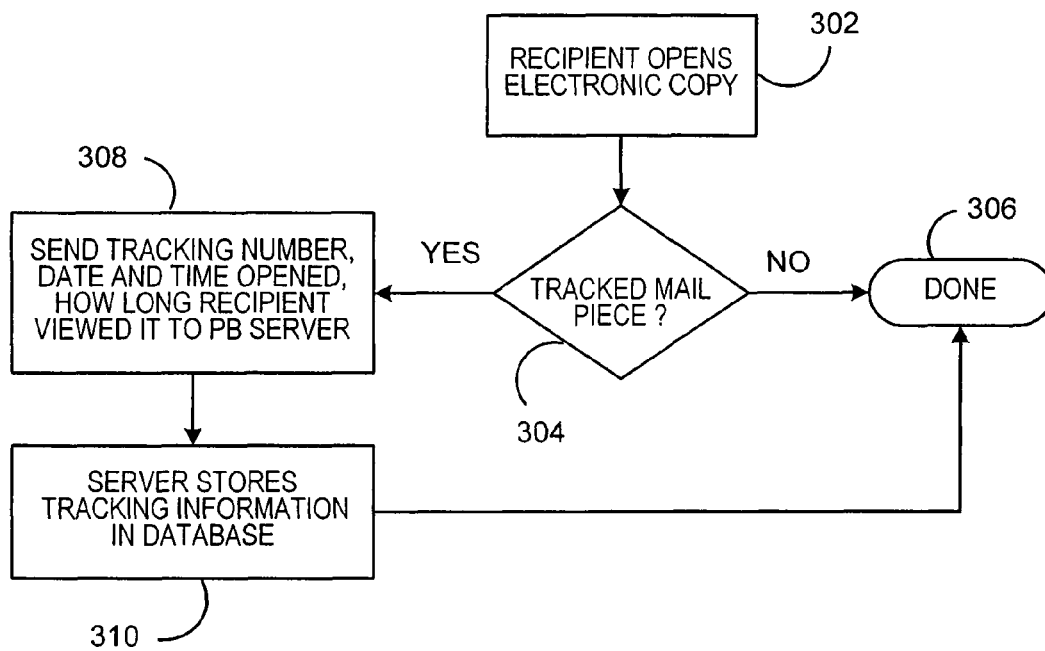 302
RECIPIENT OPENS
ELECTRONIC COPY
308
SEND TRACKING NUMBER,
DATE AND TIME OPENED,
HOW LONG RECIPIENT
VIEWED IT TO PB SERVER
YES
TRACKED MAIL
PIECE ?
304
NO
306
DONE
SERVER STORES
TRACKING INFORMATION
IN DATABASE
310